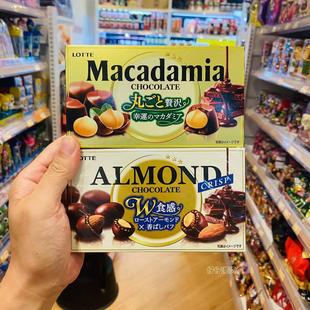 LOTTE
Macadamia
CHOCOLATE
丸ごと贅沢
幸運のマカダミア
LOTTE
ALMOND
CHOCOLATE
CRISP
W食感
ローストアーモンド
×香ばしパフ